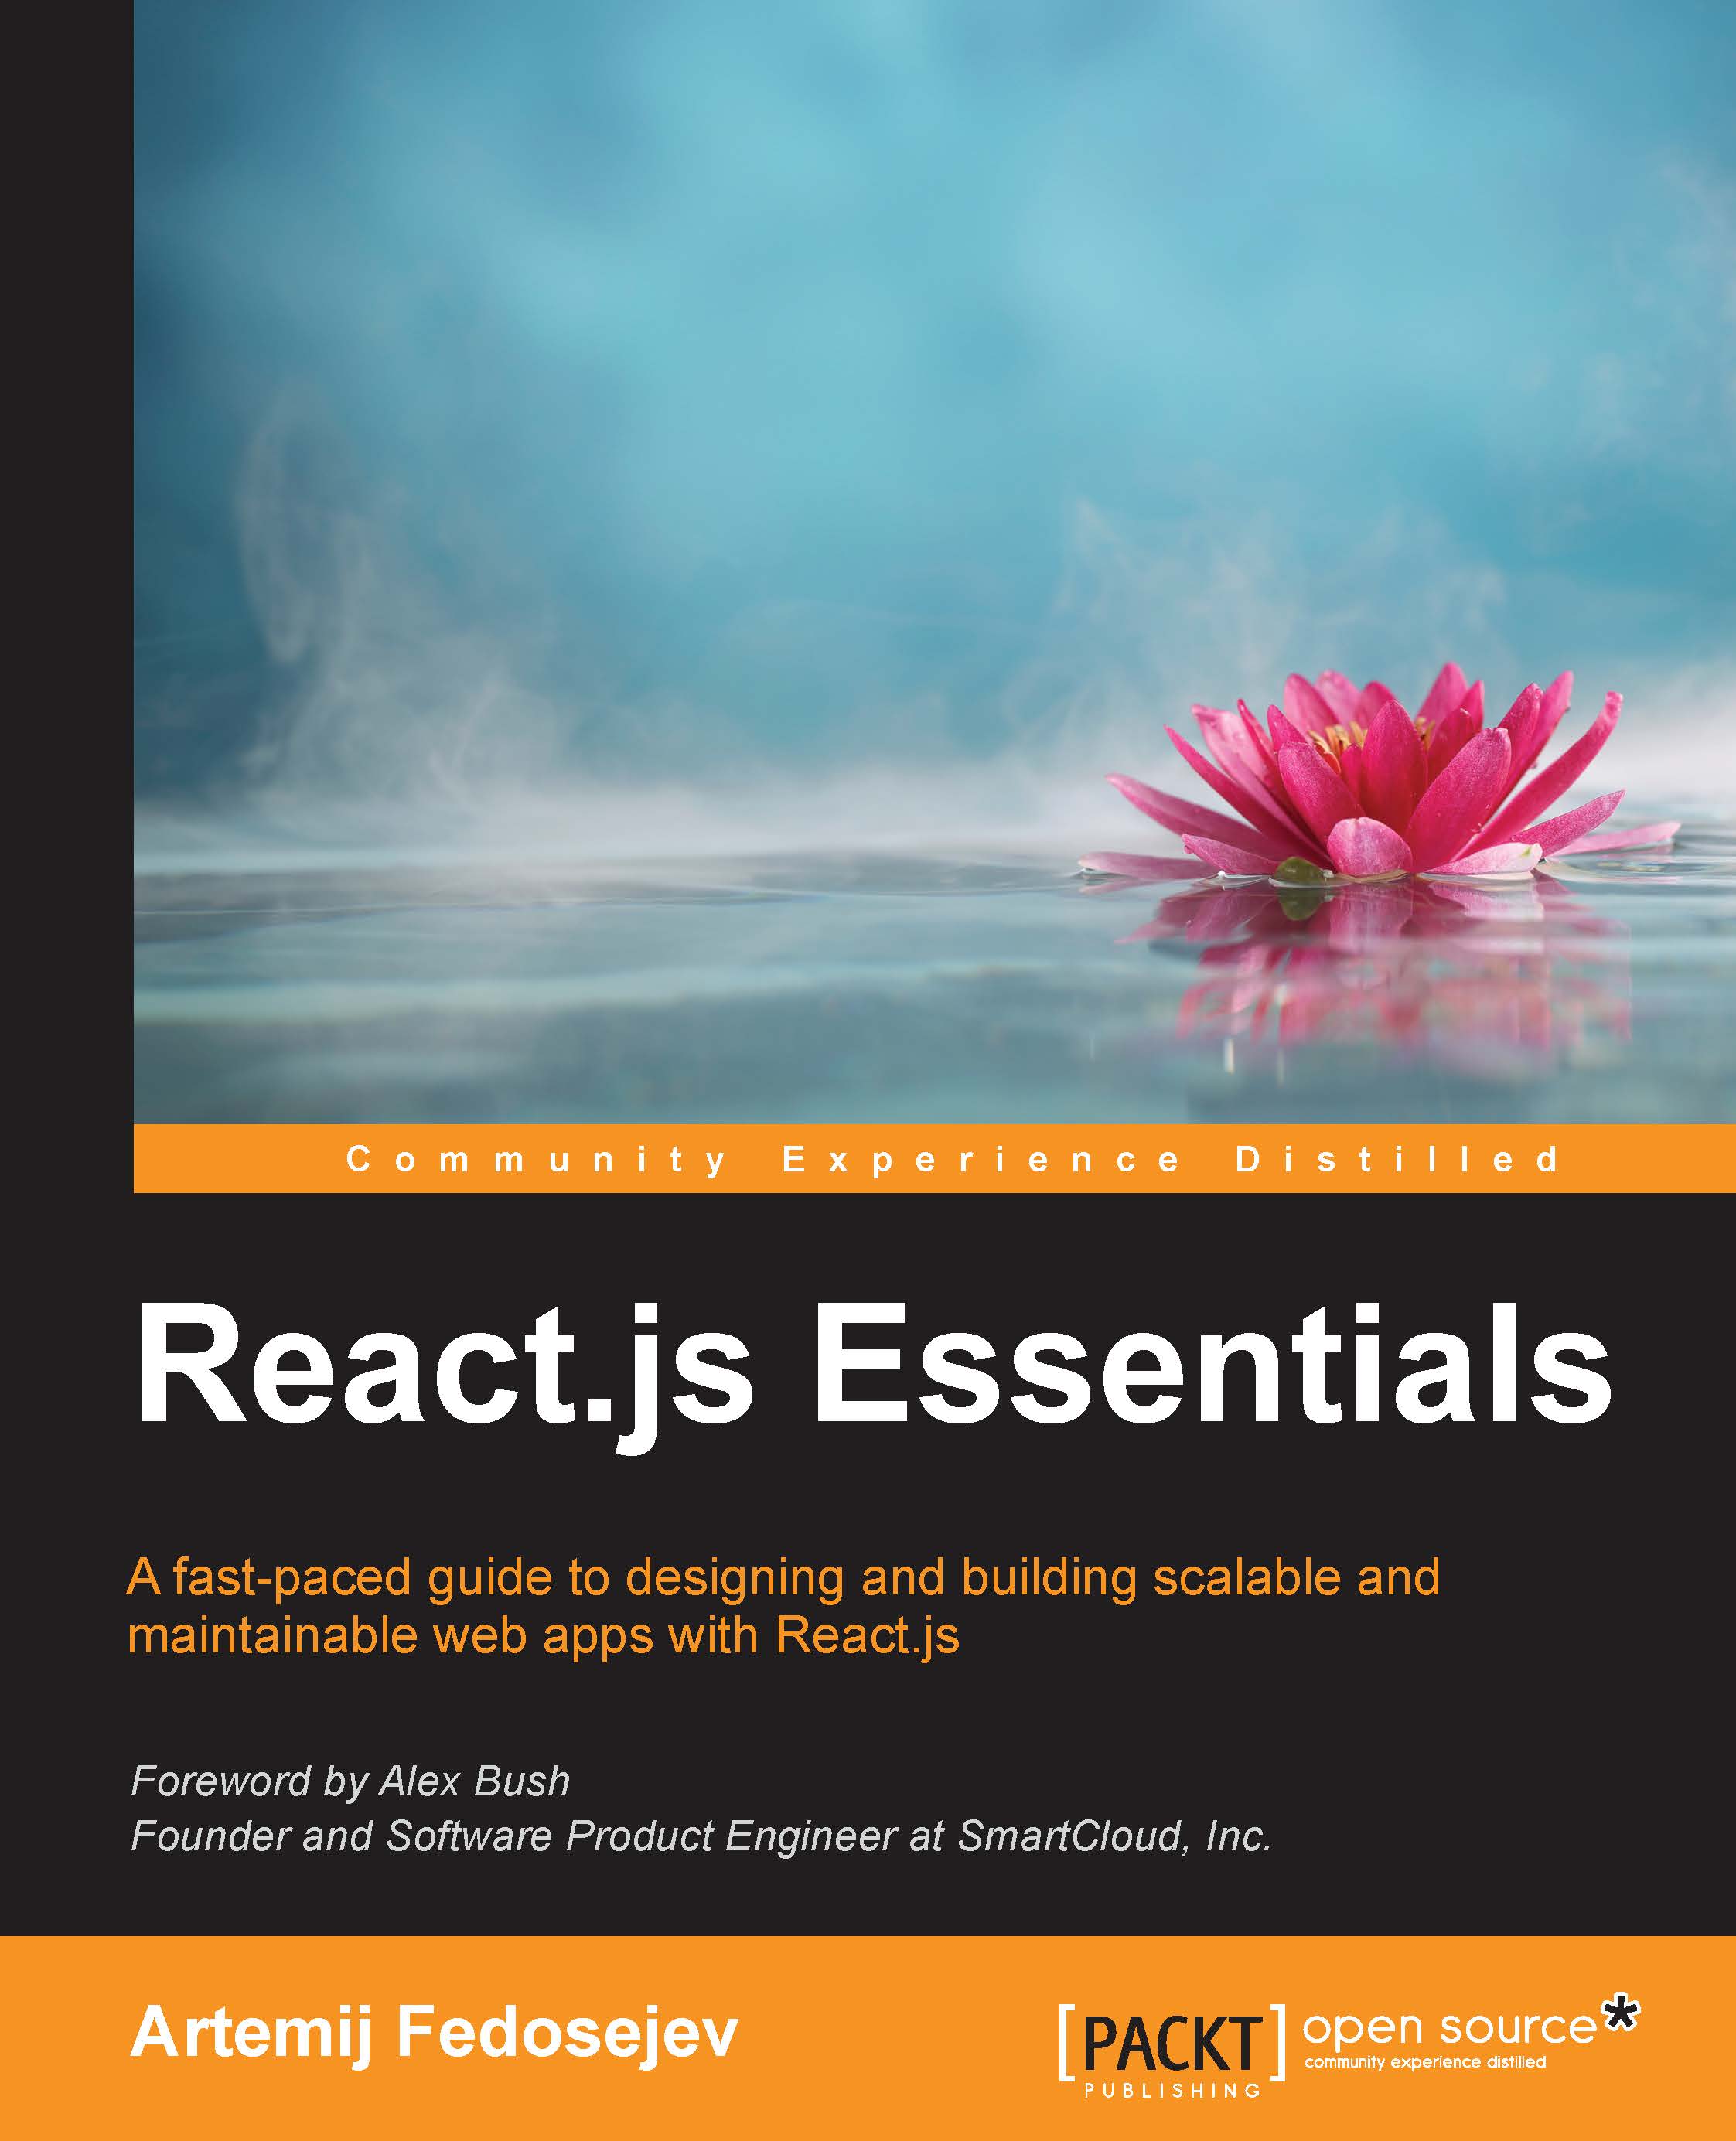 Community Experience Distilled
React.js Essentials
A fast-paced guide to designing and building scalable and
maintainable web apps with React.js
Foreword by Alex Bush
Founder and Software Product Engineer at SmartCloud, Inc.
Artemij Fedosejev
[PACKT] open source*
community experience distilled
PUBLISHING